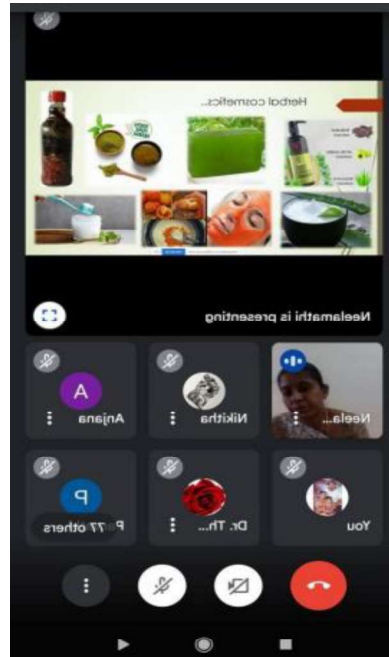 Herbal cosmetics..
Neelamathi is presenting
Neela...
Nikitha
A
Anjana
You
Dr. Th...
P
77 others